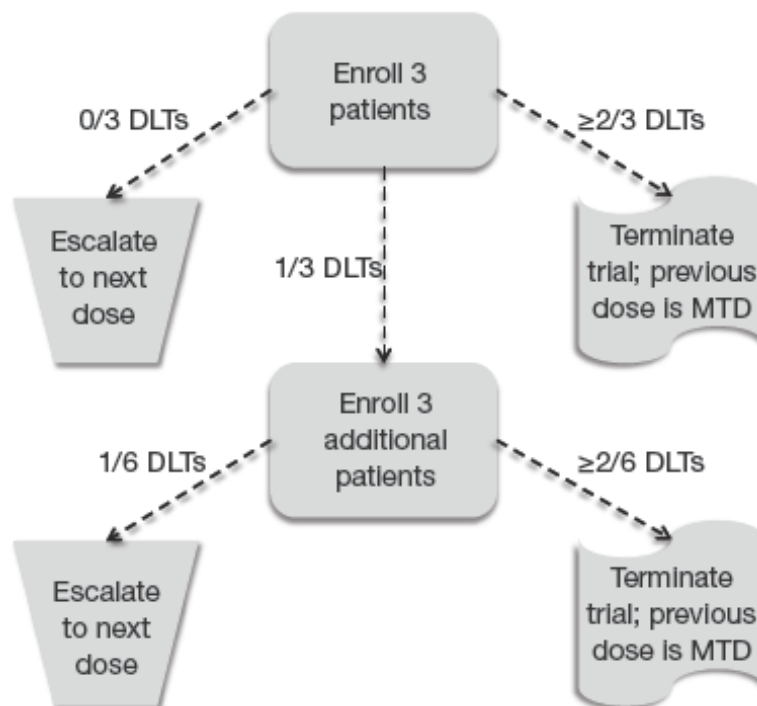 Enroll 3
patients
0/3 DLTs
≥2/3 DLTs
Escalate
to next
dose
1/3 DLTs
Terminate
trial; previous
dose is MTD
Enroll 3
additional
patients
1/6 DLTs
≥2/6 DLTs
Escalate
to next
dose
Terminate
trial; previous
dose is MTD